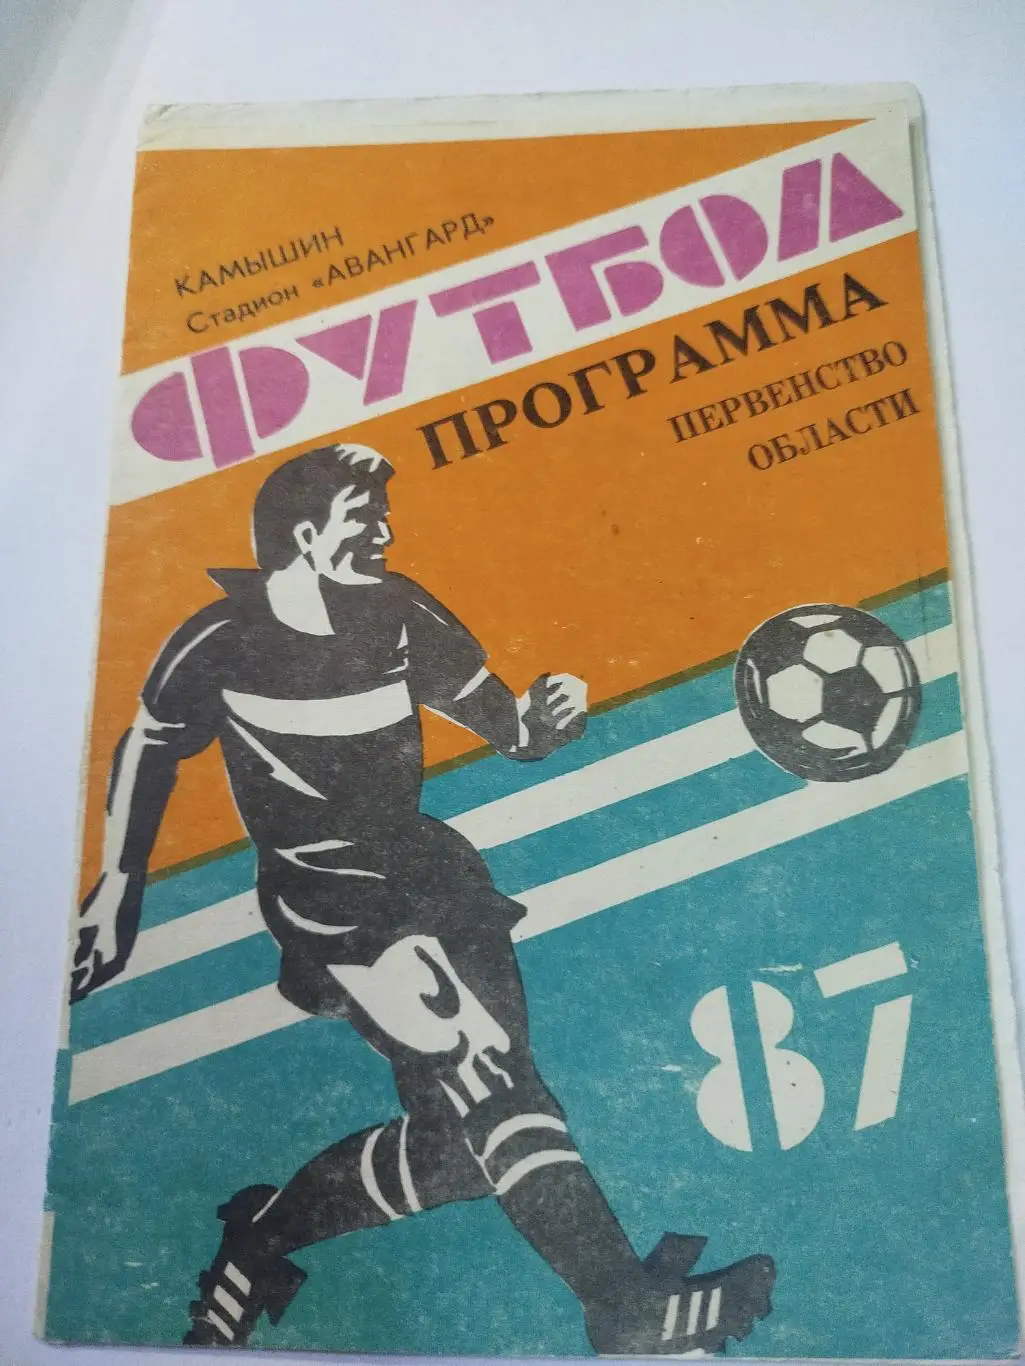 КАМЫШИН
Стадион «АВАНГАРД»
ФУТБОЛ
ПРОГРАММА
ПЕРВЕНСТВО
ОБЛАСТИ
87